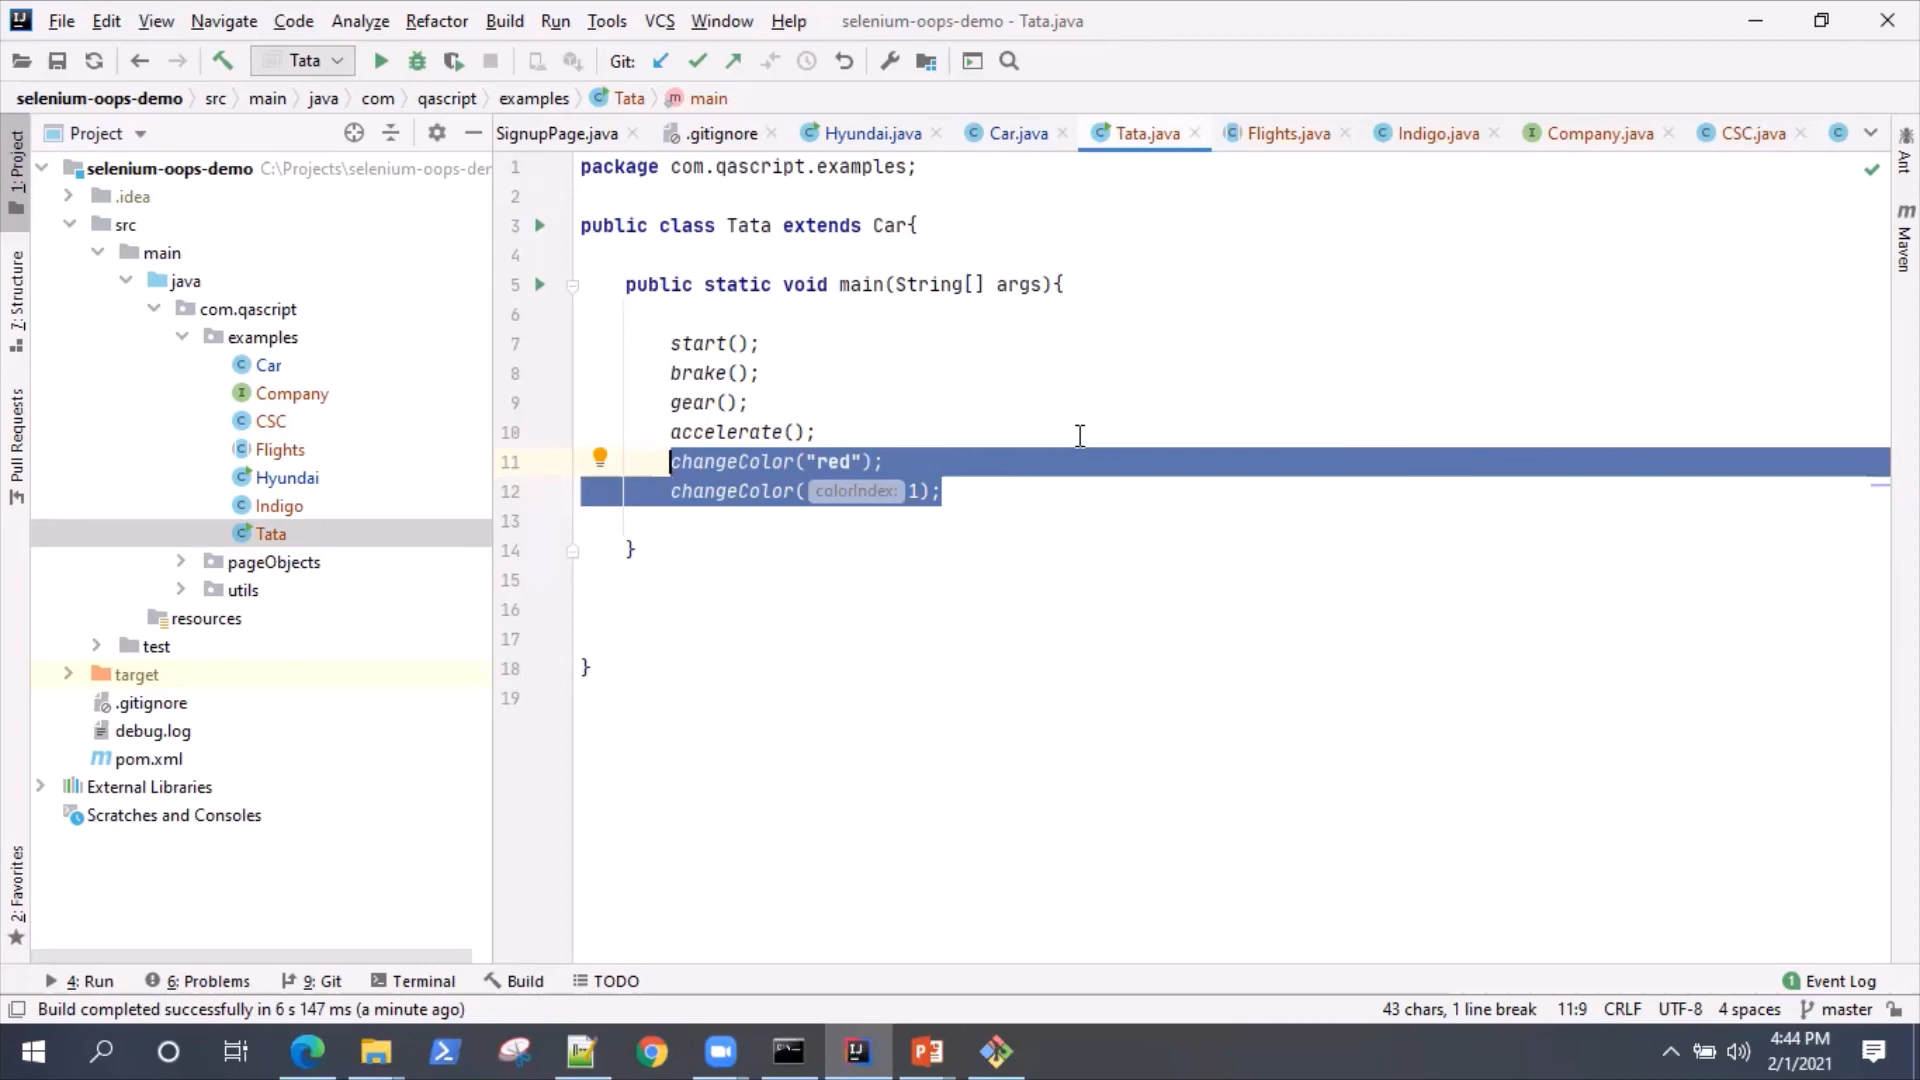 File Edit View Navigate Code Analyze Refactor Build Run Tools VCS Window Help selenium-oops-demo - Tata.java
Tata Git:
selenium-oops-demo src main java com qascript examples Tata main
Project SignupPage.java .gitignore Hyundai.java Car.java Tata.java Flights.java Indigo.java Company.java CSC.java
1: Project
7: Structure
Pull Requests
2: Favorites
selenium-oops-demo C:\Projects\selenium-oops-der
.idea
src
main
java
com.qascript
examples
Car
Company
CSC
Flights
Hyundai
Indigo
Tata
pageObjects
utils
resources
test
target
.gitignore
debug.log
pom.xml
External Libraries
Scratches and Consoles
1 package com.qascript.examples;
2
3 public class Tata extends Car{
4
5 public static void main(String[] args){
6
7 start();
8 brake();
9 gear();
10 accelerate();
11 changeColor("red");
12 changeColor( colorIndex: 1);
13
14 }
15
16
17
18 }
19
Ant
Maven
4: Run 6: Problems 9: Git Terminal Build TODO 1 Event Log
Build completed successfully in 6 s 147 ms (a minute ago) 43 chars, 1 line break 11:9 CRLF UTF-8 4 spaces master
4:44 PM
2/1/2021